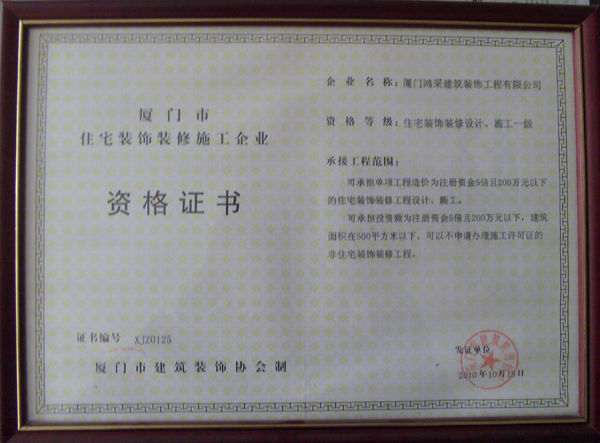 厦门市
住宅装饰装修施工企业
资格证书
证书编号 XJZ0125
厦门市建筑装饰协会制
企业名称：厦门鸿采建筑装饰工程有限公司
资格等级：住宅装饰装修设计、施工一级
承接工程范围：
可承担单项工程造价为注册资金5倍且200万元以下
的住宅装饰装修工程设计、施工。
可承担投资额为注册资金5倍且200万元以下，建筑
面积在500平方米以下，可以不申请办理施工许可证的
非住宅装饰装修工程。
发证单位
2010年10月18日